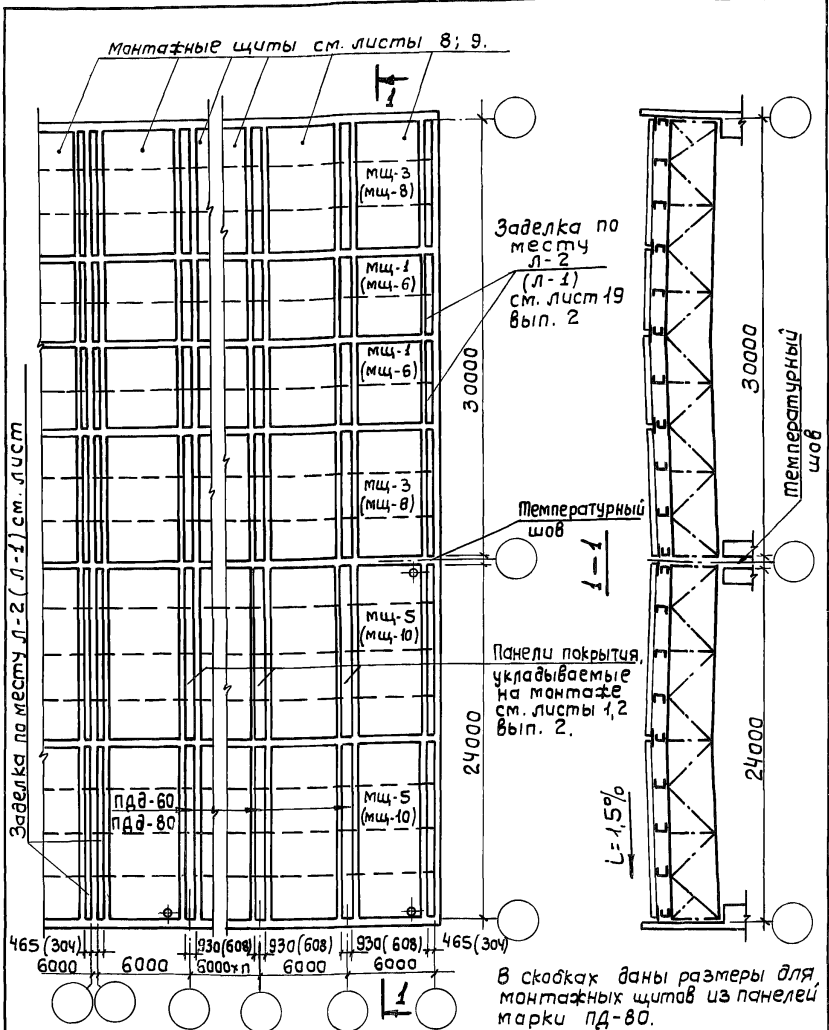 Монтажные щиты см. листы 8; 9.
1
МЩ-3
(МЩ-8)
Заделка по
месту
Л-2
(Л-1)
см. лист 19
вып. 2
МЩ-1
(МЩ-6)
МЩ-1
(МЩ-6)
30000
30000
Температурный
шов
МЩ-3
(МЩ-8)
Температурный
шов
1-1
Заделка по месту Л-2 (Л-1) см. лист
МЩ-5
(МЩ-10)
Панели покрытия,
укладываемые
на монтаже
см. листы 1,2
вып. 2.
24000
24000
ПДд-60
ПДд-80
МЩ-5
(МЩ-10)
i=1,5%
465(304) 930(608) 930(608) 930(608) 465(304)
6000 6000 6000xn 6000 6000
1
В скобках даны размеры для
монтажных щитов из панелей
марки ПД-80.